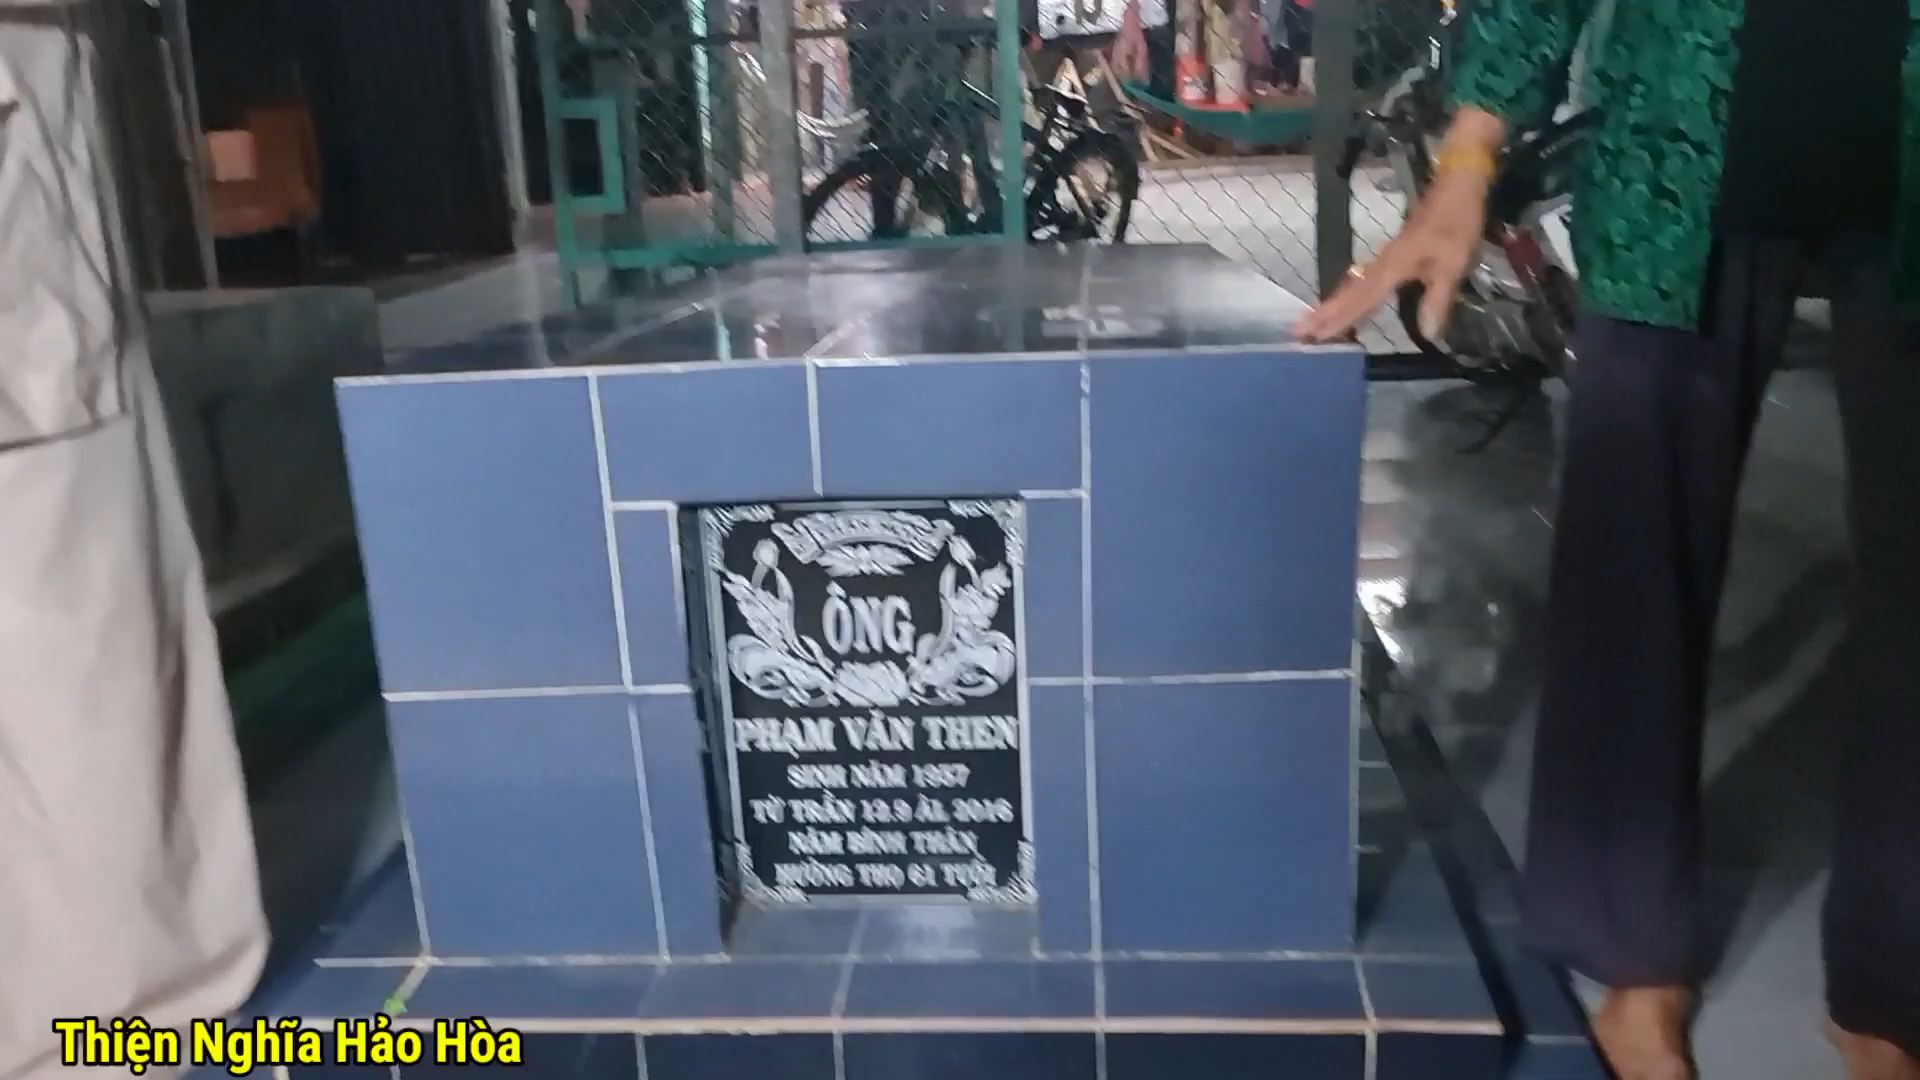 ÔNG
PHẠM VĂN THEN
SINH NĂM 1957
TỪ TRẦN 12.9 ÂL 2016
NĂM BÍNH THÂN
HƯỞNG THỌ 61 TUỔI
Thiện Nghĩa Hảo Hòa